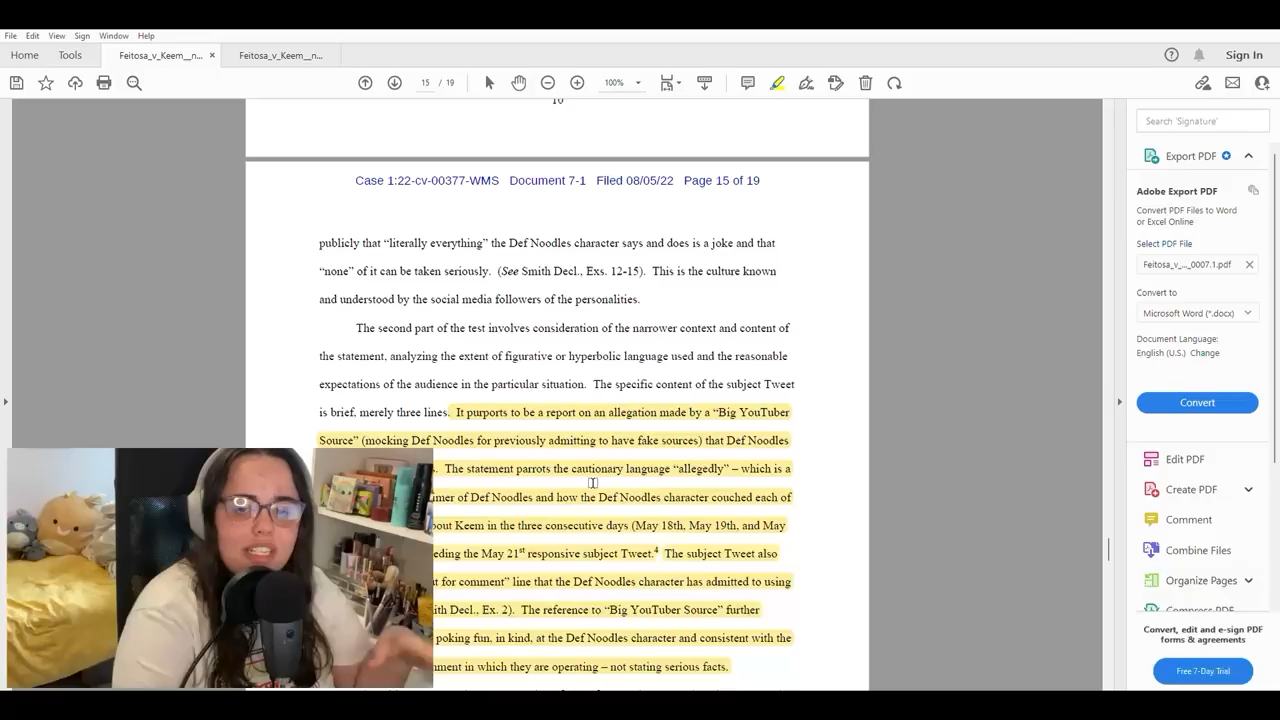 File Edit View Sign Window Help
Home Tools Feitosa_v_Keem__n... × Feitosa_v_Keem__n... Sign In
15 / 19 100%
10
Case 1:22-cv-00377-WMS Document 7-1 Filed 08/05/22 Page 15 of 19
publicly that “literally everything” the Def Noodles character says and does is a joke and that
“none” of it can be taken seriously. (See Smith Decl., Exs. 12-15). This is the culture known
and understood by the social media followers of the personalities.
The second part of the test involves consideration of the narrower context and content of
the statement, analyzing the extent of figurative or hyperbolic language used and the reasonable
expectations of the audience in the particular situation. The specific content of the subject Tweet
is brief, merely three lines. It purports to be a report on an allegation made by a “Big YouTuber
Source” (mocking Def Noodles for previously admitting to have fake sources) that Def Noodles
. The statement parrots the cautionary language “allegedly” – which is a
imer of Def Noodles and how the Def Noodles character couched each of
out Keem in the three consecutive days (May 18th, May 19th, and May
eding the May 21st responsive subject Tweet.4 The subject Tweet also
t for comment” line that the Def Noodles character has admitted to using
ith Decl., Ex. 2). The reference to “Big YouTuber Source” further
poking fun, in kind, at the Def Noodles character and consistent with the
nment in which they are operating – not stating serious facts.
Search 'Signature'
Export PDF
Adobe Export PDF
Convert PDF Files to Word
or Excel Online
Select PDF File
Feitosa_v_..._0007.1.pdf ×
Convert to
Microsoft Word (*.docx)
Document Language:
English (U.S.) Change
Convert
Edit PDF
Create PDF
Comment
Combine Files
Organize Pages
Compress PDF
Convert, edit and e-sign PDF
forms & agreements
Free 7-Day Trial